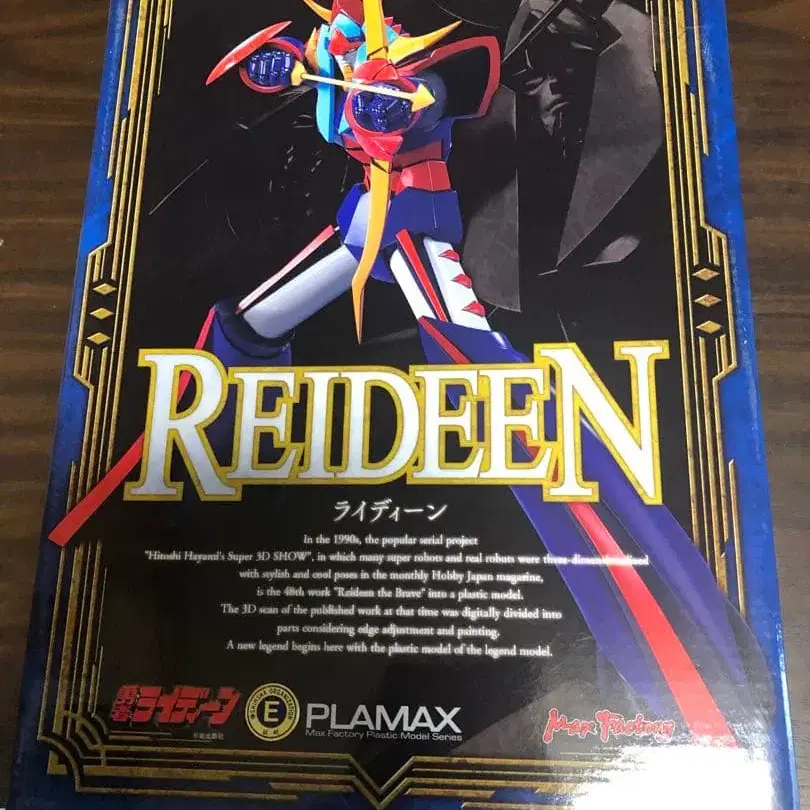 REIDEEN
ライディーン
In the 1990s, the popular serial project
"Hitoshi Hayami's Super 3D SHOW", in which many super robots and real robots were three-dimensionalised
with stylish and cool poses in the monthly Hobby Japan magazine,
is the 48th work "Reideen the Brave" into a plastic model.
The 3D scan of the published work at that time was digitally divided into
parts considering edge adjustment and painting.
A new legend begins here with the plastic model of the legend model.
勇者ライディーン
E
PLAMAX
Max Factory Plastic Model Series
Max Factory